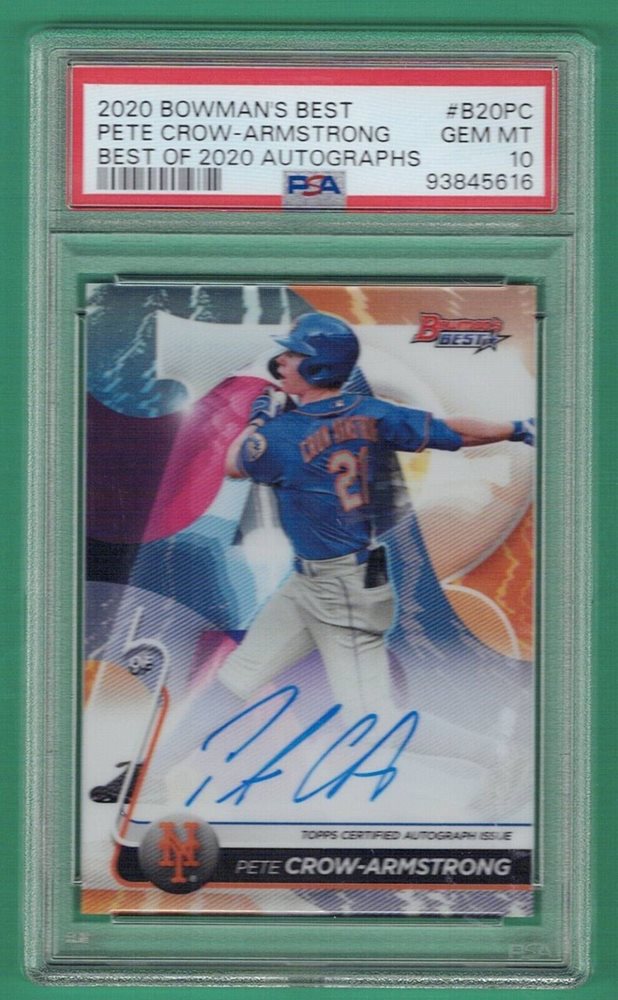 2020 BOWMAN'S BEST #B20PC
PETE CROW-ARMSTRONG GEM MT
BEST OF 2020 AUTOGRAPHS 10
PSA 93845616
Bowman's
BEST
CROW-ARMSTRONG
21
OF
TOPPS CERTIFIED AUTOGRAPH ISSUE
NY
PETE CROW-ARMSTRONG
PSA